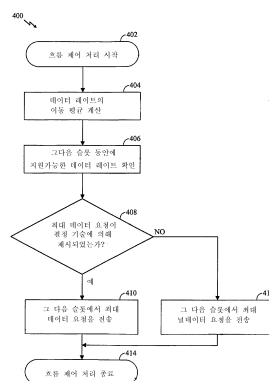 400
402
흐름 제어 처리 시작
404
데이터 레이트의
이동 평균 계산
406
그다음 슬롯 동안에
지원가능한 데이터 레이트 확인
408
최대 데이터 요청이
결정 기술에 의해
제시되었는가?
NO
예
410
그 다음 슬롯에서 최대
데이터 요청을 전송
41
그 다음 슬롯에서 최대
널데이터 요청을 전송
414
흐름 제어 처리 종료